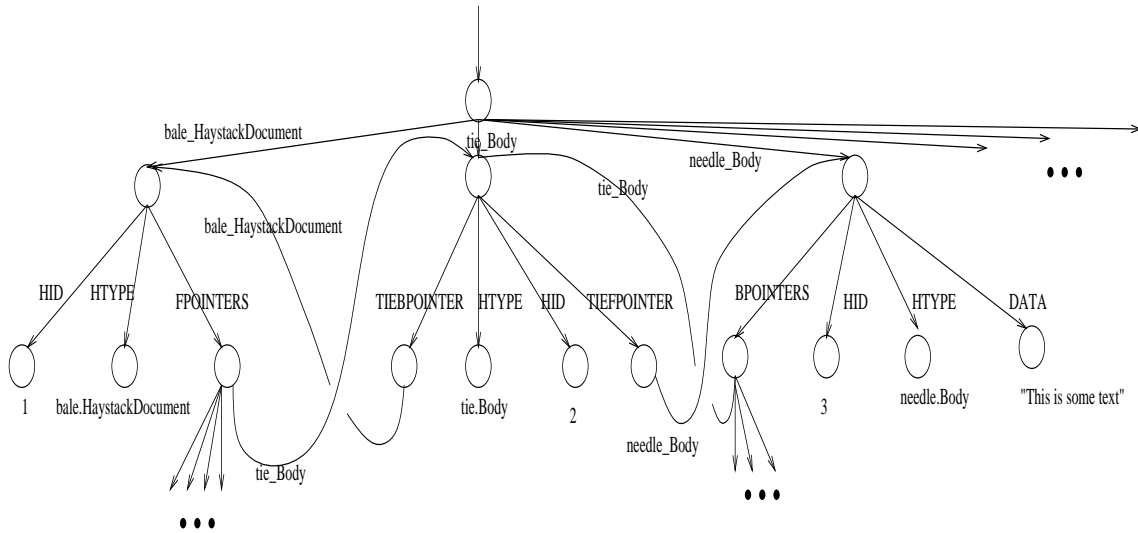 bale_HaystackDocument
tie_Body
needle_Body
tie_Body
bale_HaystackDocument
HID
HTYPE
FPOINTERS
TIEBPOINTER
HTYPE
HID
TIEFPOINTER
BPOINTERS
HID
HTYPE
DATA
1
bale.HaystackDocument
tie.Body
2
3
needle.Body
"This is some text"
tie_Body
needle_Body